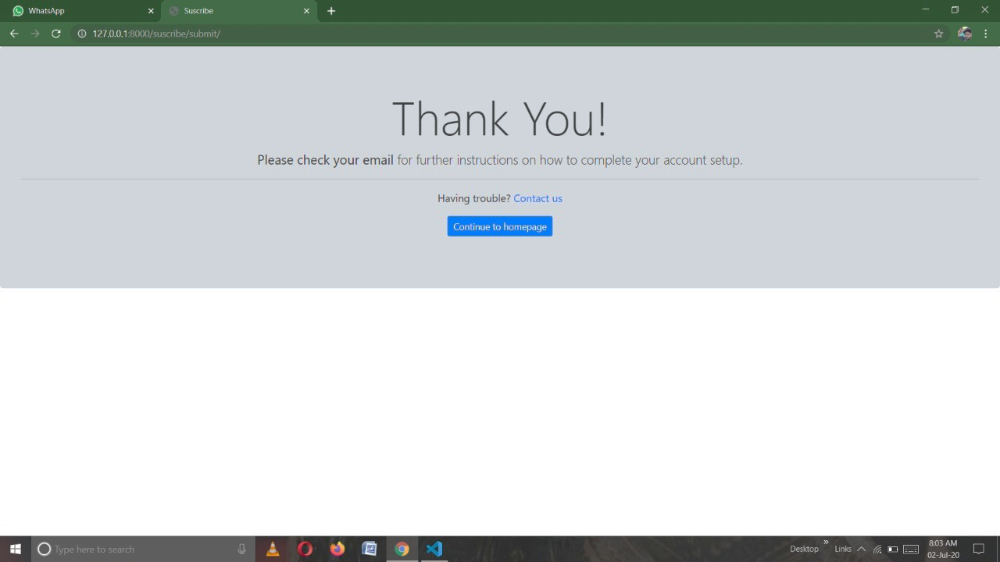 WhatsApp
Suscribe
127.0.0.1:8000/suscribe/submit/
Thank You!
Please check your email for further instructions on how to complete your account setup.
Having trouble? Contact us
Continue to homepage
Type here to search
Desktop
Links
8:03 AM
02-Jul-20